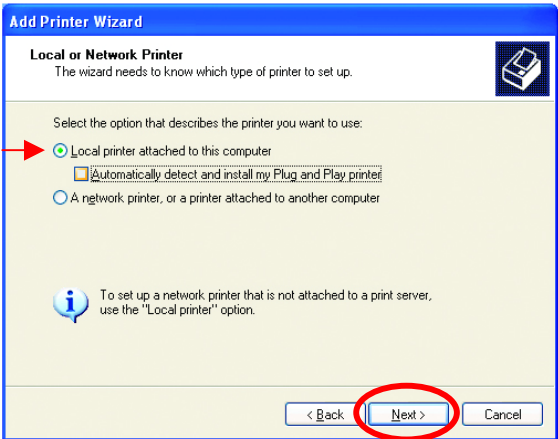 Add Printer Wizard
Local or Network Printer
The wizard needs to know which type of printer to set up.
Select the option that describes the printer you want to use:
Local printer attached to this computer
Automatically detect and install my Plug and Play printer
A network printer, or a printer attached to another computer
To set up a network printer that is not attached to a print server,
use the "Local printer" option.
< Back
Next >
Cancel